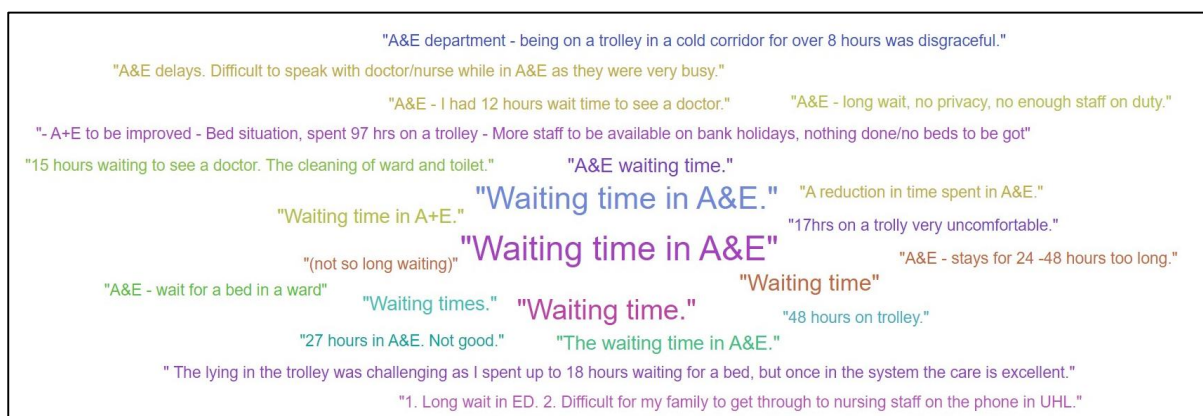 "A&E department - being on a trolley in a cold corridor for over 8 hours was disgraceful."
"A&E delays. Difficult to speak with doctor/nurse while in A&E as they were very busy."
"A&E - I had 12 hours wait time to see a doctor."
"A&E - long wait, no privacy, no enough staff on duty."
"- A+E to be improved - Bed situation, spent 97 hrs on a trolley - More staff to be available on bank holidays, nothing done/no beds to be got"
"15 hours waiting to see a doctor. The cleaning of ward and toilet."
"A&E waiting time."
"Waiting time in A&E."
"A reduction in time spent in A&E."
"Waiting time in A+E."
"17hrs on a trolly very uncomfortable."
"Waiting time in A&E"
"(not so long waiting)"
"A&E - stays for 24 -48 hours too long."
"Waiting time"
"A&E - wait for a bed in a ward"
"Waiting times."
"Waiting time."
"48 hours on trolley."
"27 hours in A&E. Not good."
"The waiting time in A&E."
" The lying in the trolley was challenging as I spent up to 18 hours waiting for a bed, but once in the system the care is excellent."
"1. Long wait in ED. 2. Difficult for my family to get through to nursing staff on the phone in UHL."